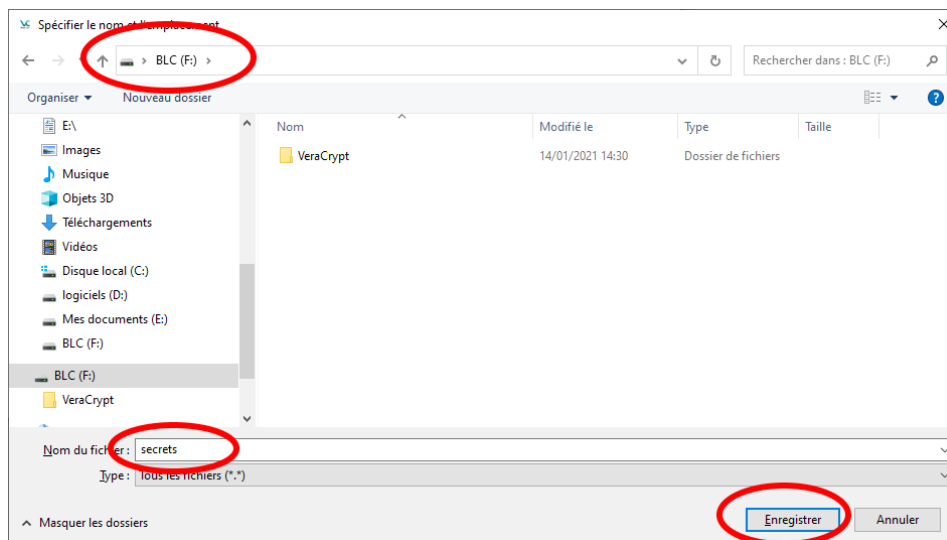 Spécifier le nom et l'emplacement
BLC (F:)
Rechercher dans : BLC (F:)
Organiser
Nouveau dossier
E:\
Images
Musique
Objets 3D
Téléchargements
Vidéos
Disque local (C:)
logiciels (D:)
Mes documents (E:)
BLC (F:)
BLC (F:)
VeraCrypt
Nom Modifié le Type Taille
VeraCrypt 14/01/2021 14:30 Dossier de fichiers
Nom du fichier : secrets
Type : Tous les fichiers (*.*)
Masquer les dossiers
Enregistrer
Annuler